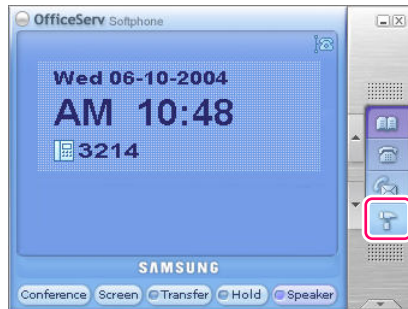 OfficeServ Softphone
Wed 06-10-2004
AM 10:48
3214
SAMSUNG
Conference Screen Transfer Hold Speaker